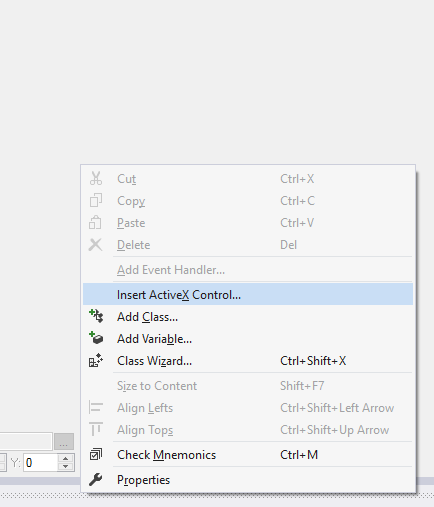 Cut Ctrl+X
Copy Ctrl+C
Paste Ctrl+V
Delete Del
Add Event Handler...
Insert ActiveX Control...
Add Class...
Add Variable...
Class Wizard... Ctrl+Shift+X
Size to Content Shift+F7
Align Lefts Ctrl+Shift+Left Arrow
Align Tops Ctrl+Shift+Up Arrow
...
Check Mnemonics Ctrl+M
Y: 0
Properties